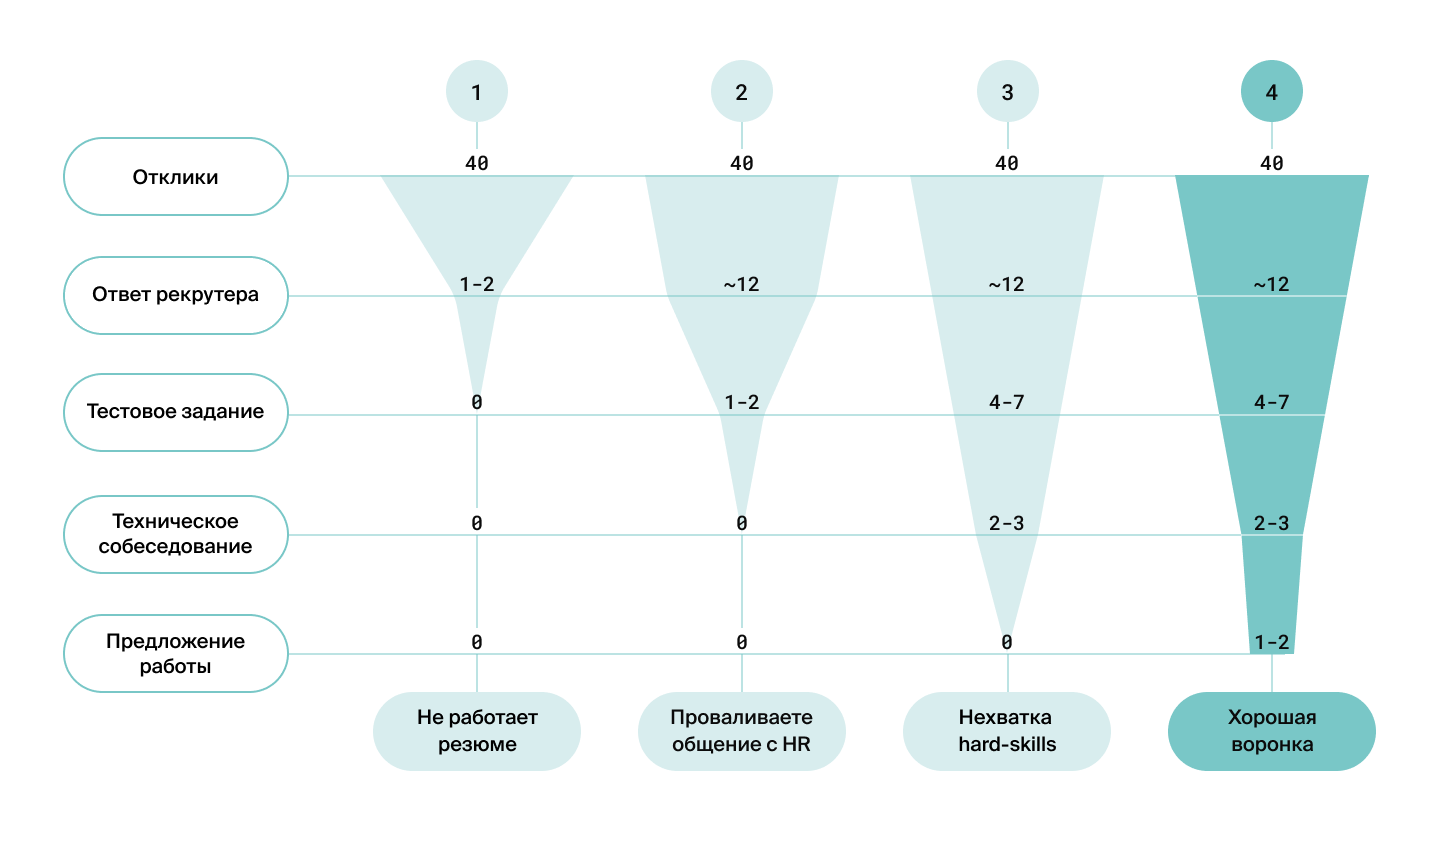 1 2 3 4
Отклики 40 40 40 40
Ответ рекрутера 1-2 ~12 ~12 ~12
Тестовое задание 0 1-2 4-7 4-7
Техническое
собеседование 0 0 2-3 2-3
Предложение
работы 0 0 0 1-2
Не работает
резюме
Проваливаете
общение с HR
Нехватка
hard-skills
Хорошая
воронка